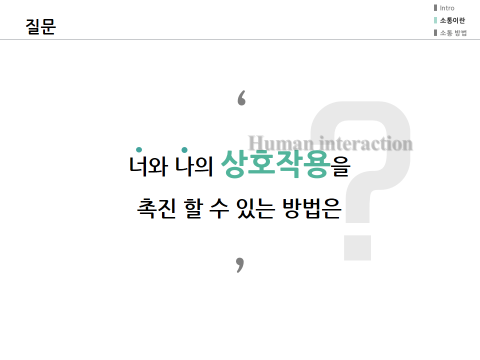 질문
Intro
소통이란
소통 방법
‘
Human interaction
너와 나의 상호작용을
촉진 할 수 있는 방법은
?
’